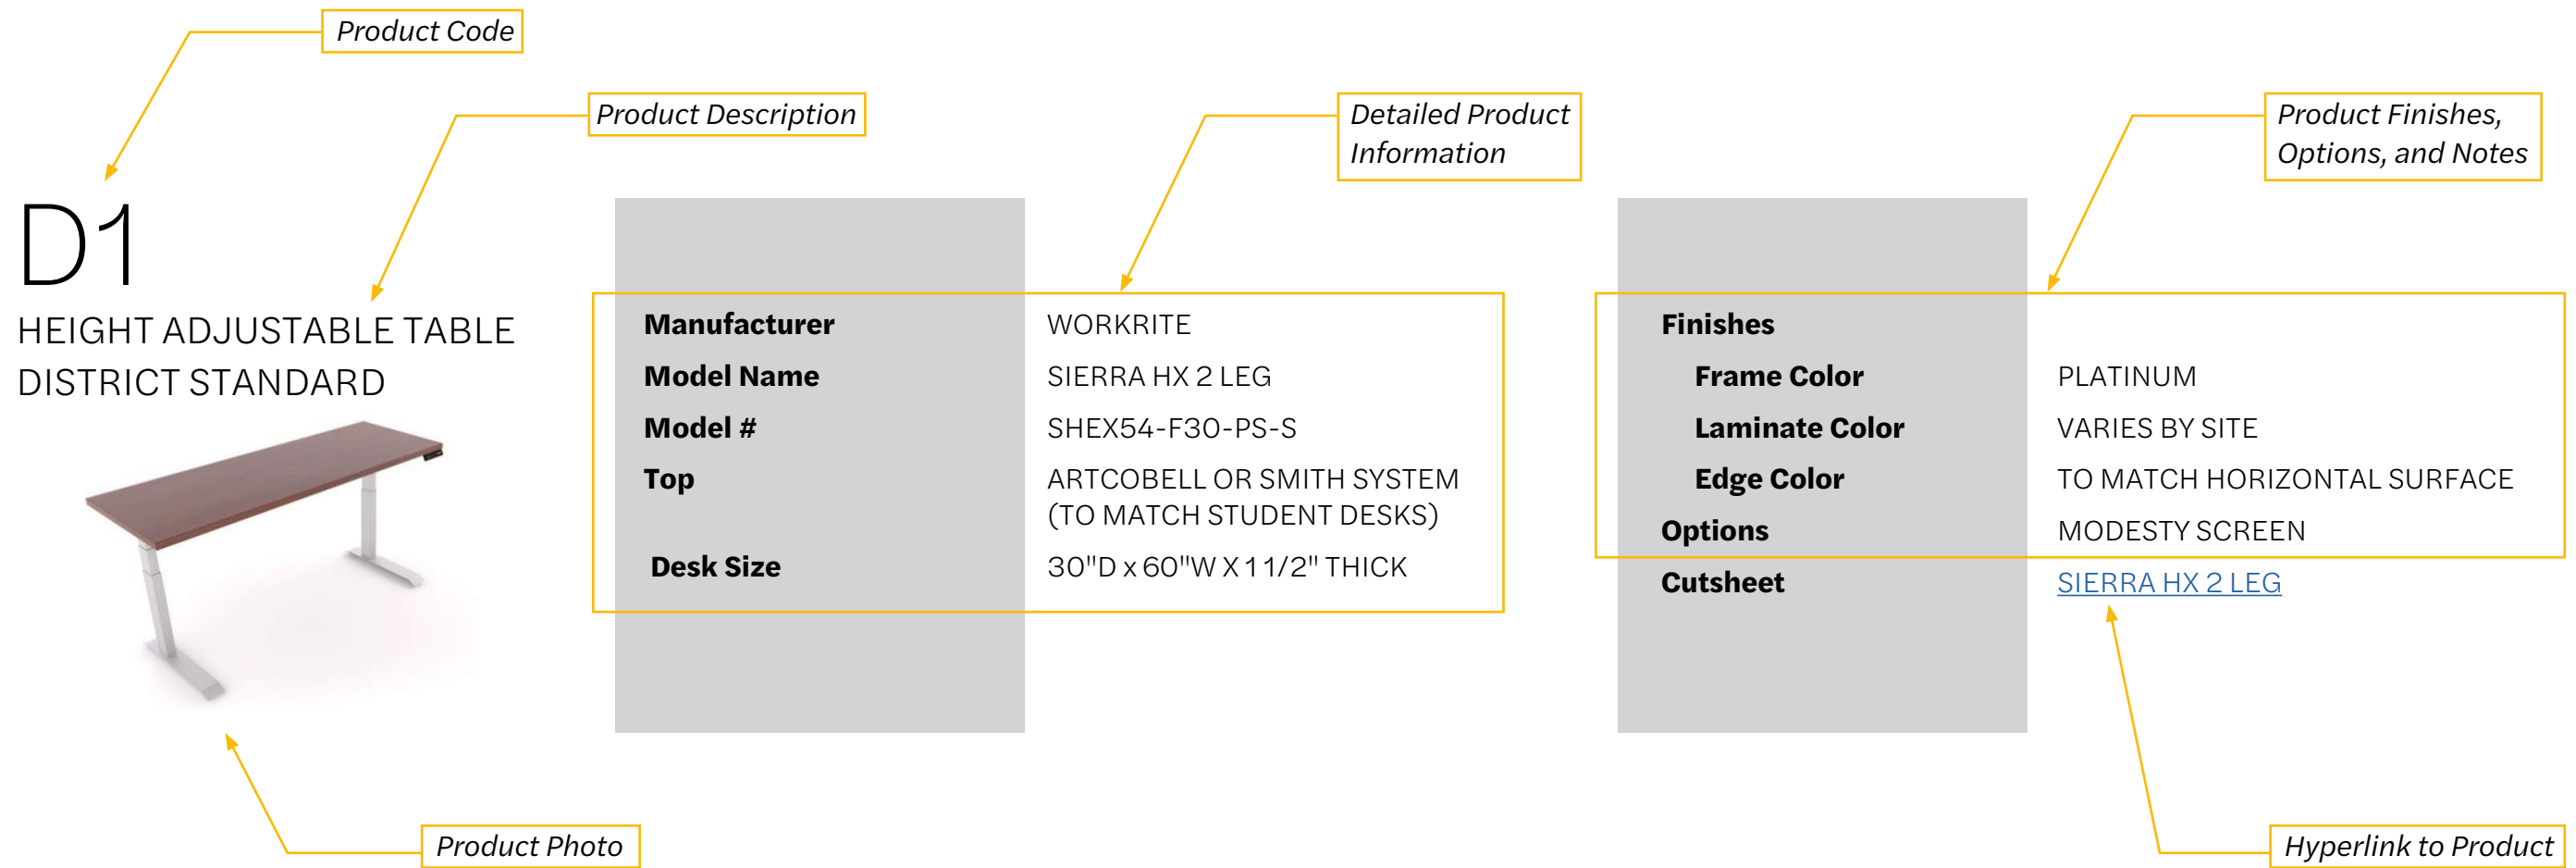 Product Code
Product Description
Detailed Product
Information
Product Finishes,
Options, and Notes
D1
HEIGHT ADJUSTABLE TABLE
DISTRICT STANDARD
Manufacturer WORKRITE
Model Name SIERRA HX 2 LEG
Model # SHEX54-F30-PS-S
Top ARTCOBELL OR SMITH SYSTEM
(TO MATCH STUDENT DESKS)
Desk Size 30"D x 60"W X 1 1/2" THICK
Finishes
Frame Color PLATINUM
Laminate Color VARIES BY SITE
Edge Color TO MATCH HORIZONTAL SURFACE
Options MODESTY SCREEN
Cutsheet SIERRA HX 2 LEG
Product Photo
Hyperlink to Product